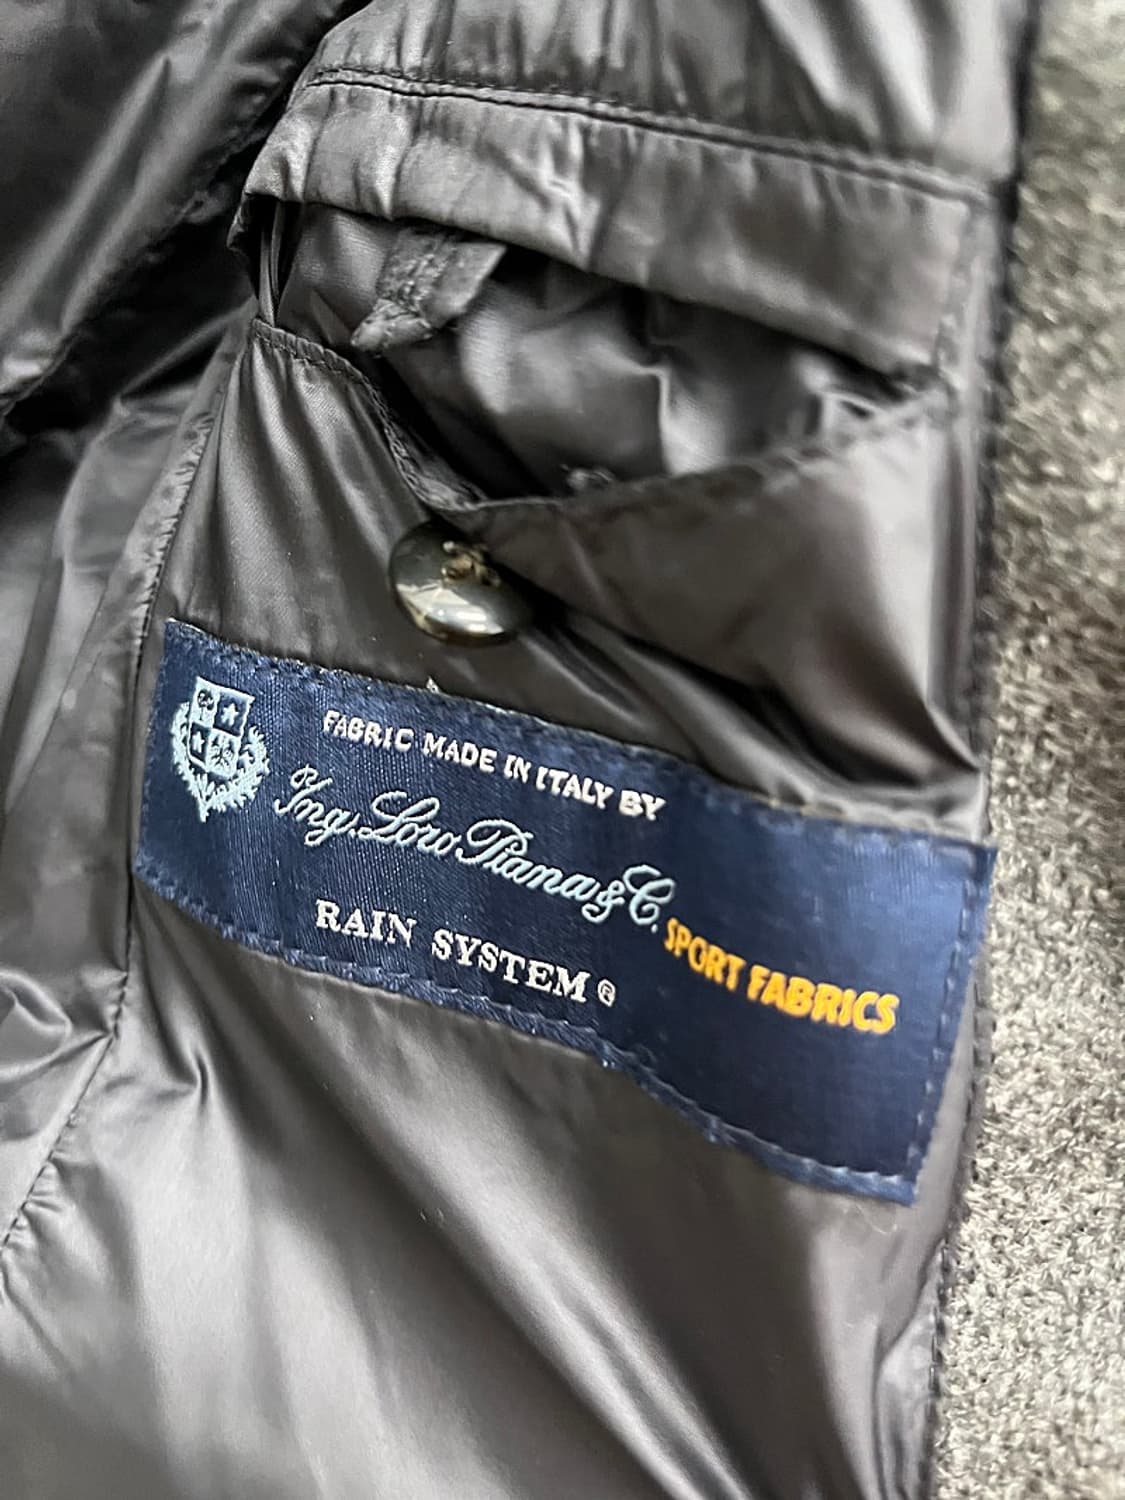 FABRIC MADE IN ITALY BY
Ing. Loro Piana & C.
SPORT FABRICS
RAIN SYSTEM ®